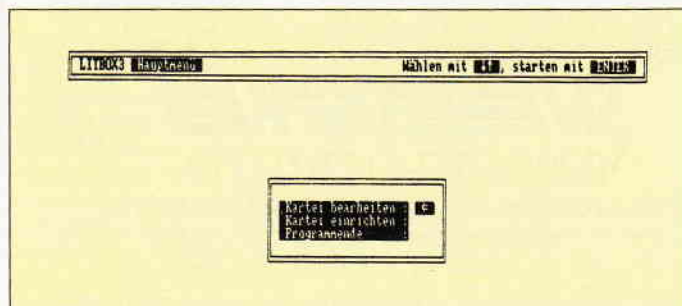 LITBOX3 Hauptmenü Wählen mit ↓↑, starten mit ENTER
Kartei bearbeiten
Kartei einrichten
Programmende